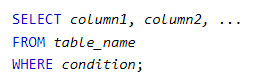 SELECT column1, column2, ...
FROM table_name
WHERE condition;